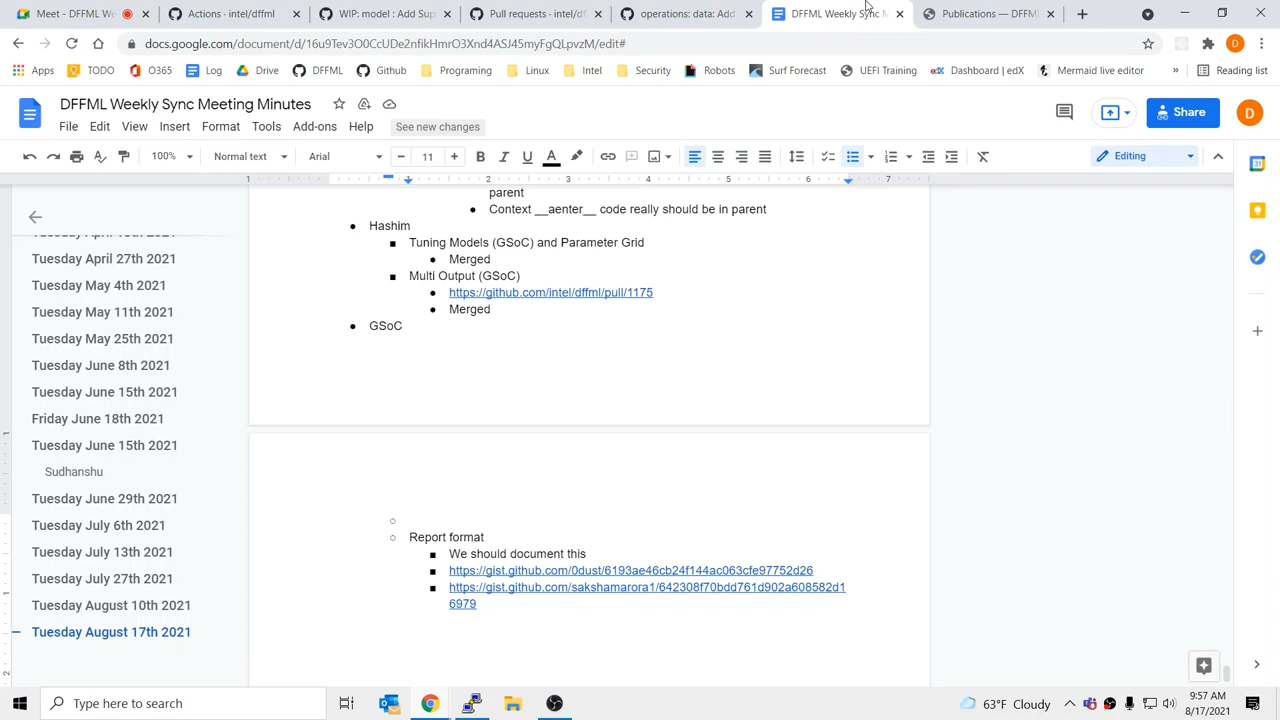 Meet - W
Actions · intel/dffml
WIP: model : Add Sup
Pull requests · intel/df
operations: data: Add
DFFML Weekly Sync M
Publications — DFFML
docs.google.com/document/d/16u9Tev3O0CcUDe2nfikHmrO3Xnd4ASJ45myFgQLpvzM/edit#
Apps
TODO
O365
Log
Drive
DFFML
Github
Programing
Linux
Intel
Security
Robots
Surf Forecast
UEFI Training
Dashboard | edX
Mermaid live editor
»
Reading list
DFFML Weekly Sync Meeting Minutes
Share
D
File Edit View Insert Format Tools Add-ons Help See new changes
100% Normal text Arial 11 Editing
1 1 2 3 4 5 6 7
parent
● Context __aenter__ code really should be in parent
● Hashim
■ Tuning Models (GSoC) and Parameter Grid
● Merged
■ Multi Output (GSoC)
● https://github.com/intel/dffml/pull/1175
● Merged
● GSoC
○
○ Report format
■ We should document this
■ https://gist.github.com/0dust/6193ae46cb24f144ac063cfe97752d26
■ https://gist.github.com/sakshamarora1/642308f70bdd761d902a608582d1
6979
Tuesday April 27th 2021
Tuesday May 4th 2021
Tuesday May 11th 2021
Tuesday May 25th 2021
Tuesday June 8th 2021
Tuesday June 15th 2021
Friday June 18th 2021
Tuesday June 15th 2021
Sudhanshu
Tuesday June 29th 2021
Tuesday July 6th 2021
Tuesday July 13th 2021
Tuesday July 27th 2021
Tuesday August 10th 2021
Tuesday August 17th 2021
Type here to search
63°F Cloudy
9:57 AM
8/17/2021